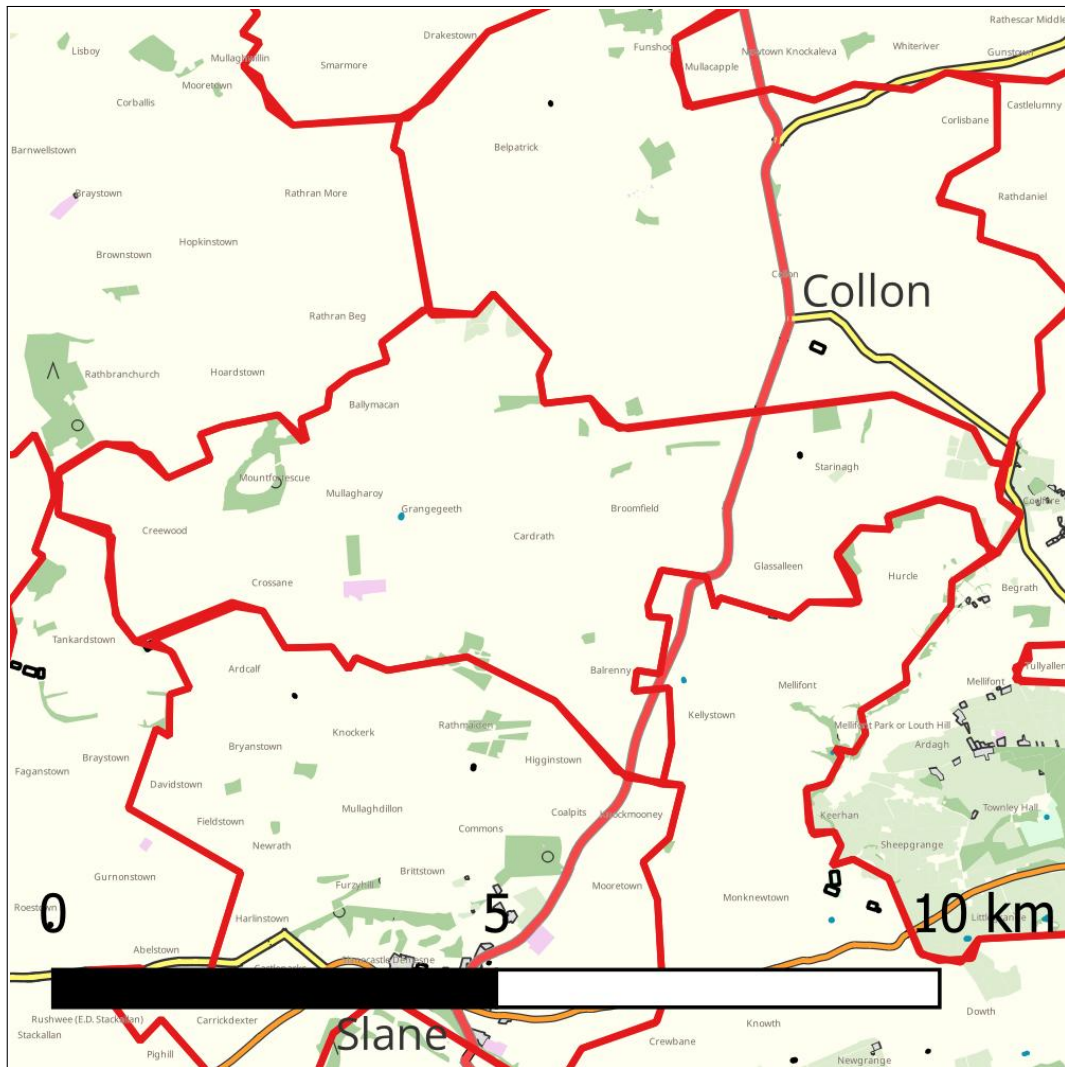 Rathescar Middle
Drakestown
Whiteriver
Lisboy
Funshog
Newtown Knockaleva
Gunstown
Smarmore
Mullacapple
Mooretown
Corballis
Castlelumny
Corlisbane
Barnwellstown
Belpatrick
Braystown
Rathran More
Rathdaniel
Hopkinstown
Brownstown
Collon
Collon
Rathran Beg
Rathbranchurch
Hoardstown
Ballymacan
Starinagh
Mountfortescue
Mullagharoy
Grangegeeth
Broomfield
Creewood
Cardrath
Glassalleen
Hurcle
Crossane
Begrath
Tankardstown
Ardcalf
Balrenny
Tullyallen
Mellifont
Mellifont
Kellystown
Rathmaiden
Mellifont Park or Louth Hill
Knockerk
Ardagh
Bryanstown
Braystown
Higginstown
Faganstown
Davidstown
Mullaghdillon
Townley Hall
Coalpits
Knockmooney
Keerhan
Fieldstown
Commons
Newrath
Sheepgrange
Brittstown
Gurnonstown
Furzyhill
Mooretown
Monknewtown
0
5
10 km
Harlinstown
Abelstown
Rushwee (E.D. Stackallan)
Carrickdexter
Dowth
Stackallan
Slane
Knowth
Crewbane
Pighill
Newgrange